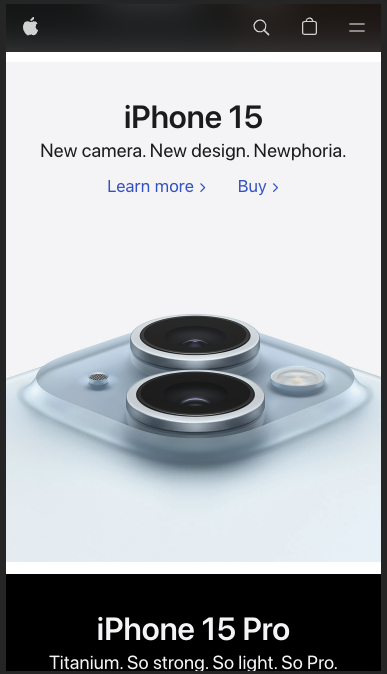 iPhone 15
New camera. New design. Newphoria.
Learn more >
Buy >
iPhone 15 Pro
Titanium. So strong. So light. So Pro.